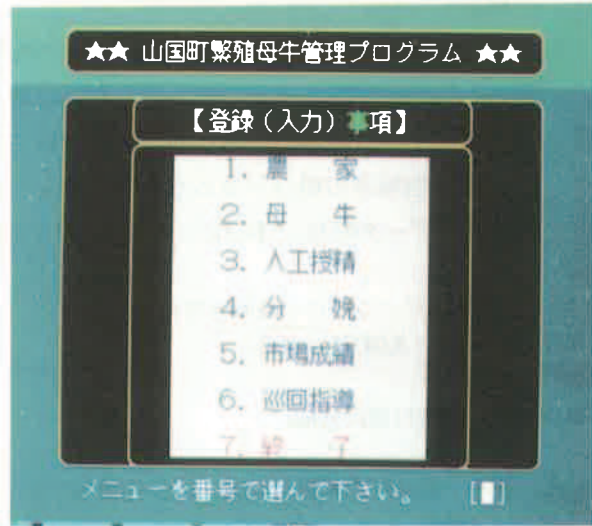 ★★ 山国町繁殖母牛管理プログラム ★★
【登録(入力)事項】
1. 農 家
2. 母 牛
3. 人工授精
4. 分 娩
5. 市場成績
6. 巡回指導
7. 終 了
メニューを番号で選んで下さい。 [█]